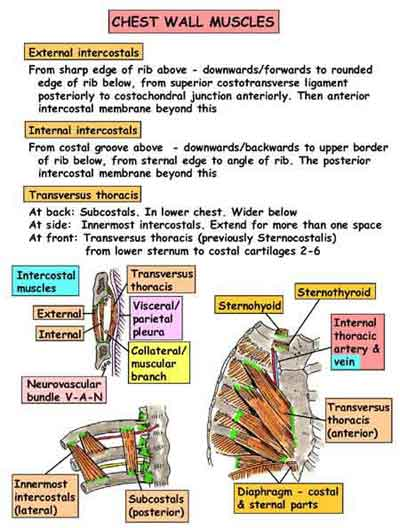 CHEST WALL MUSCLES
External intercostals
From sharp edge of rib above - downwards/forwards to rounded
edge of rib below, from superior costotransverse ligament
posteriorly to costochondral junction anteriorly. Then anterior
intercostal membrane beyond this
Internal intercostals
From costal groove above - downwards/backwards to upper border
of rib below, from sternal edge to angle of rib. The posterior
intercostal membrane beyond this
Transversus thoracis
At back: Subcostals. In lower chest. Wider below
At side: Innermost intercostals. Extend for more than one space
At front: Transversus thoracis (previously Sternocostalis)
from lower sternum to costal cartilages 2-6
Intercostal
muscles
External
Internal
Neurovascular
bundle V-A-N
Transversus
thoracis
Visceral/
parietal
pleura
Collateral/
muscular
branch
Sternohyoid
Sternothyroid
Internal
thoracic
artery &
vein
Transversus
thoracis
(anterior)
Diaphragm - costal
& sternal parts
Innermost
intercostals
(lateral)
Subcostals
(posterior)